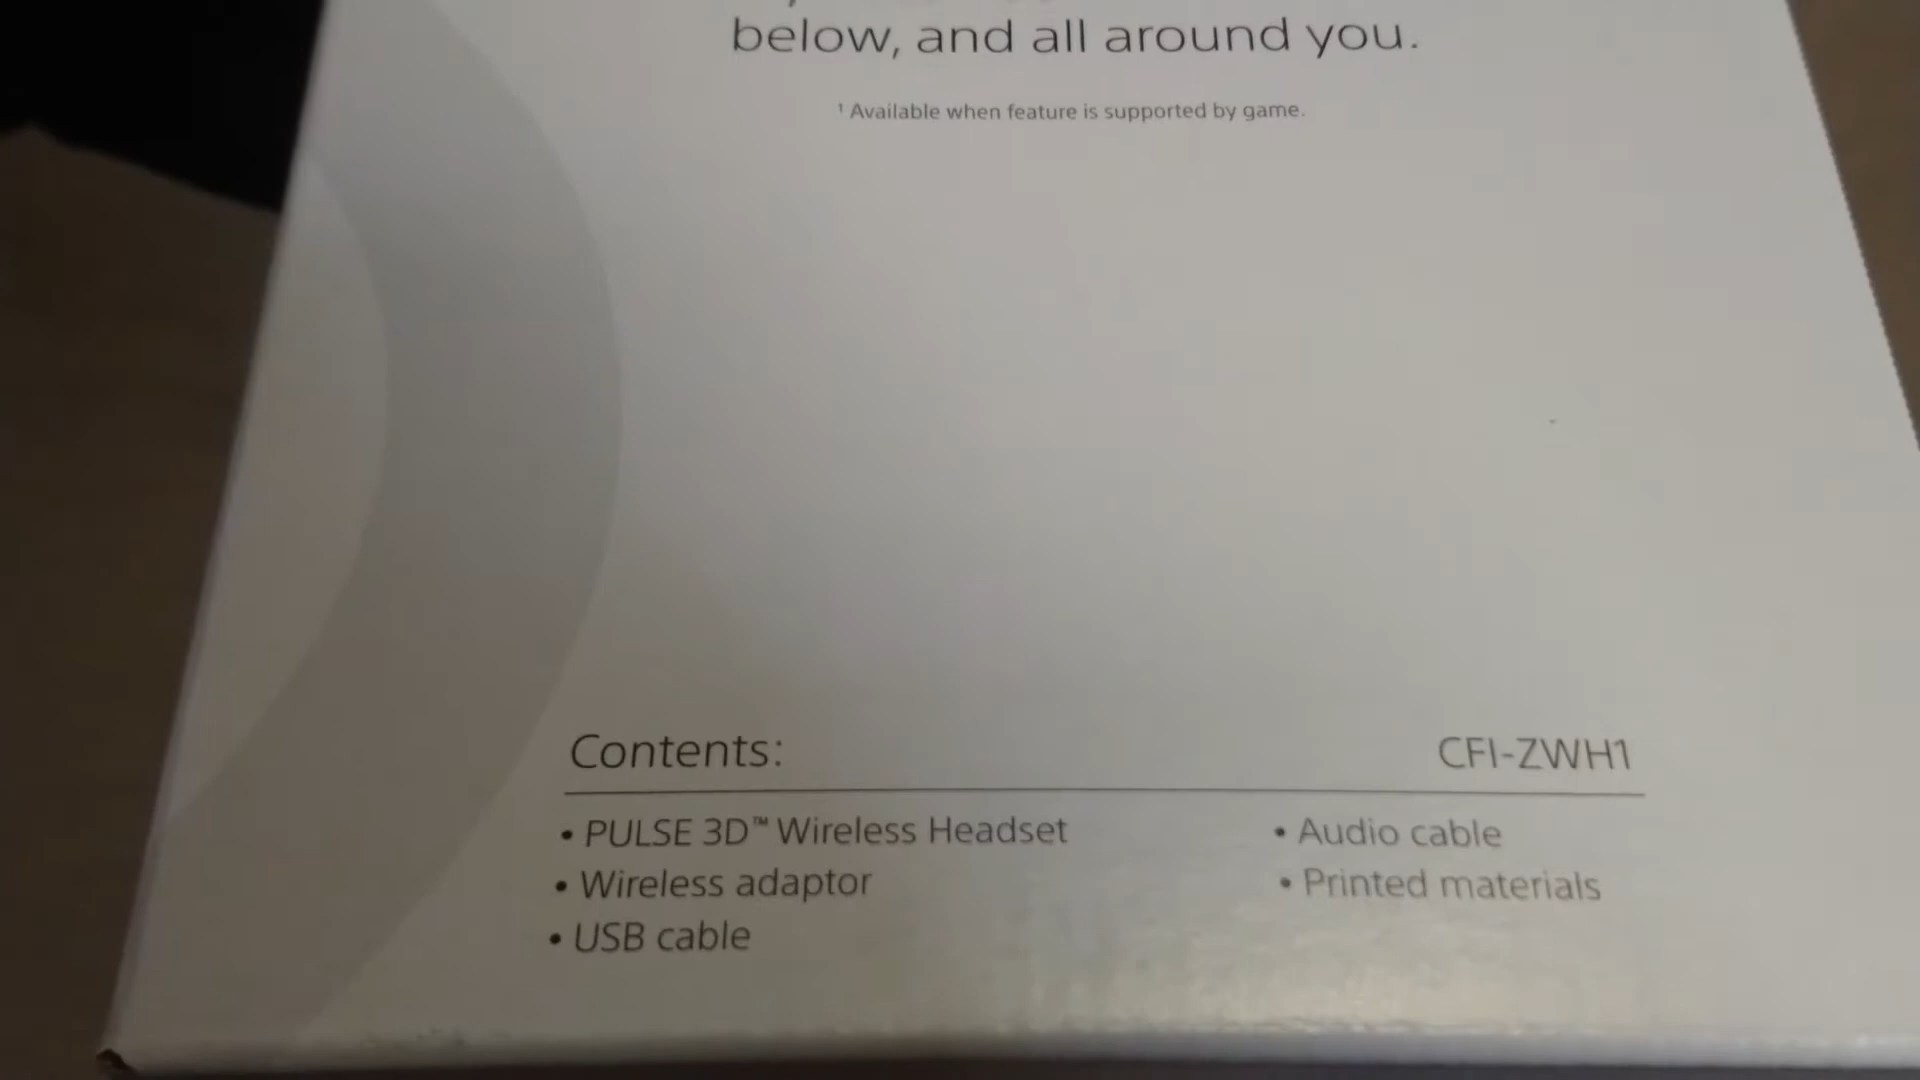 below, and all around you.
¹ Available when feature is supported by game.
Contents:
CFI-ZWH1
• PULSE 3D™ Wireless Headset
• Wireless adaptor
• USB cable
• Audio cable
• Printed materials